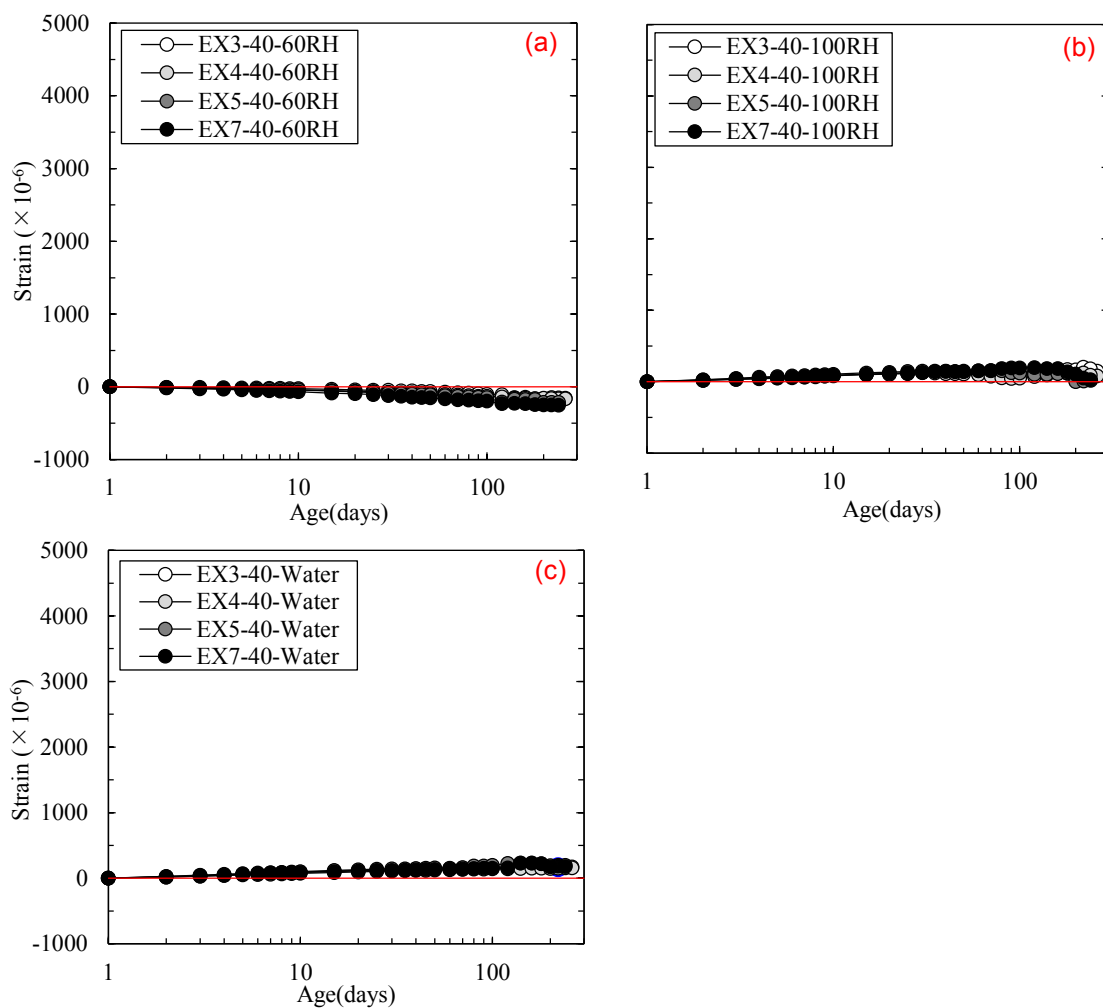 (a)
EX3-40-60RH
EX4-40-60RH
EX5-40-60RH
EX7-40-60RH
5000
4000
3000
2000
1000
0
-1000
Strain (×10-6)
1
10
100
Age(days)
(b)
EX3-40-100RH
EX4-40-100RH
EX5-40-100RH
EX7-40-100RH
1
10
100
Age(days)
(c)
EX3-40-Water
EX4-40-Water
EX5-40-Water
EX7-40-Water
5000
4000
3000
2000
1000
0
-1000
Strain (×10-6)
1
10
100
Age(days)